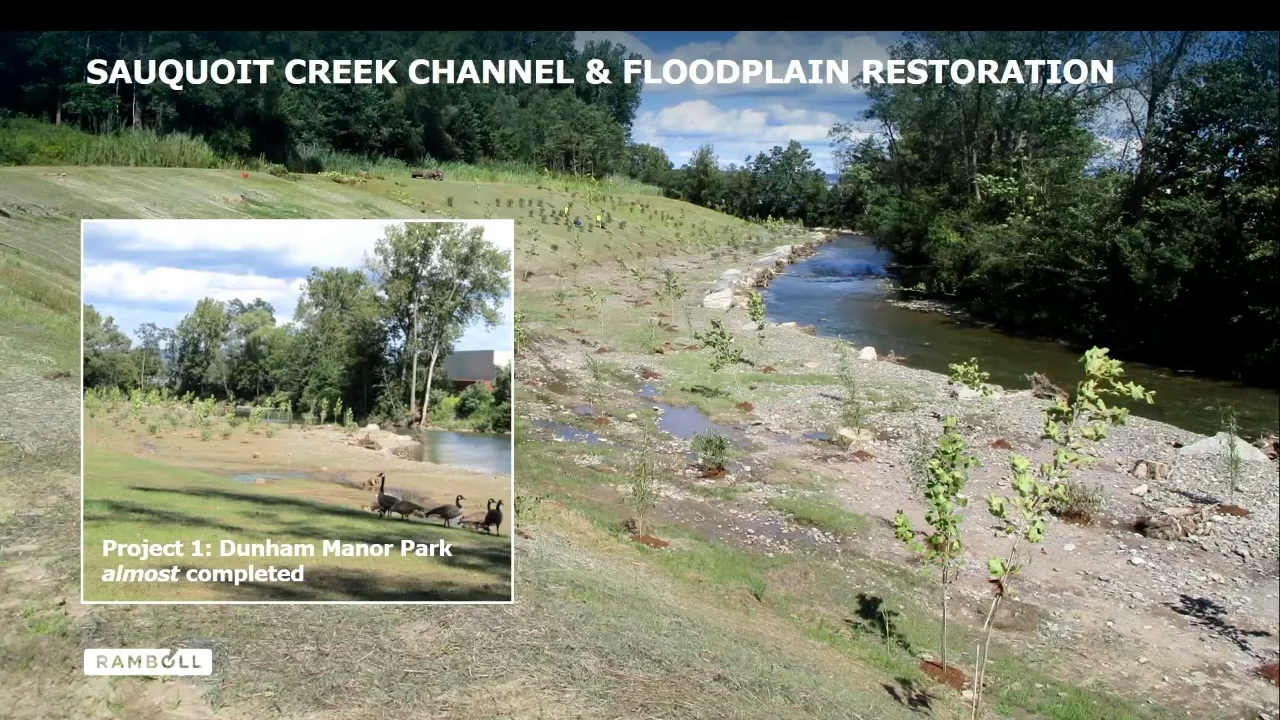 SAUQUOIT CREEK CHANNEL & FLOODPLAIN RESTORATION
Project 1: Dunham Manor Park
almost completed
RAMBOLL